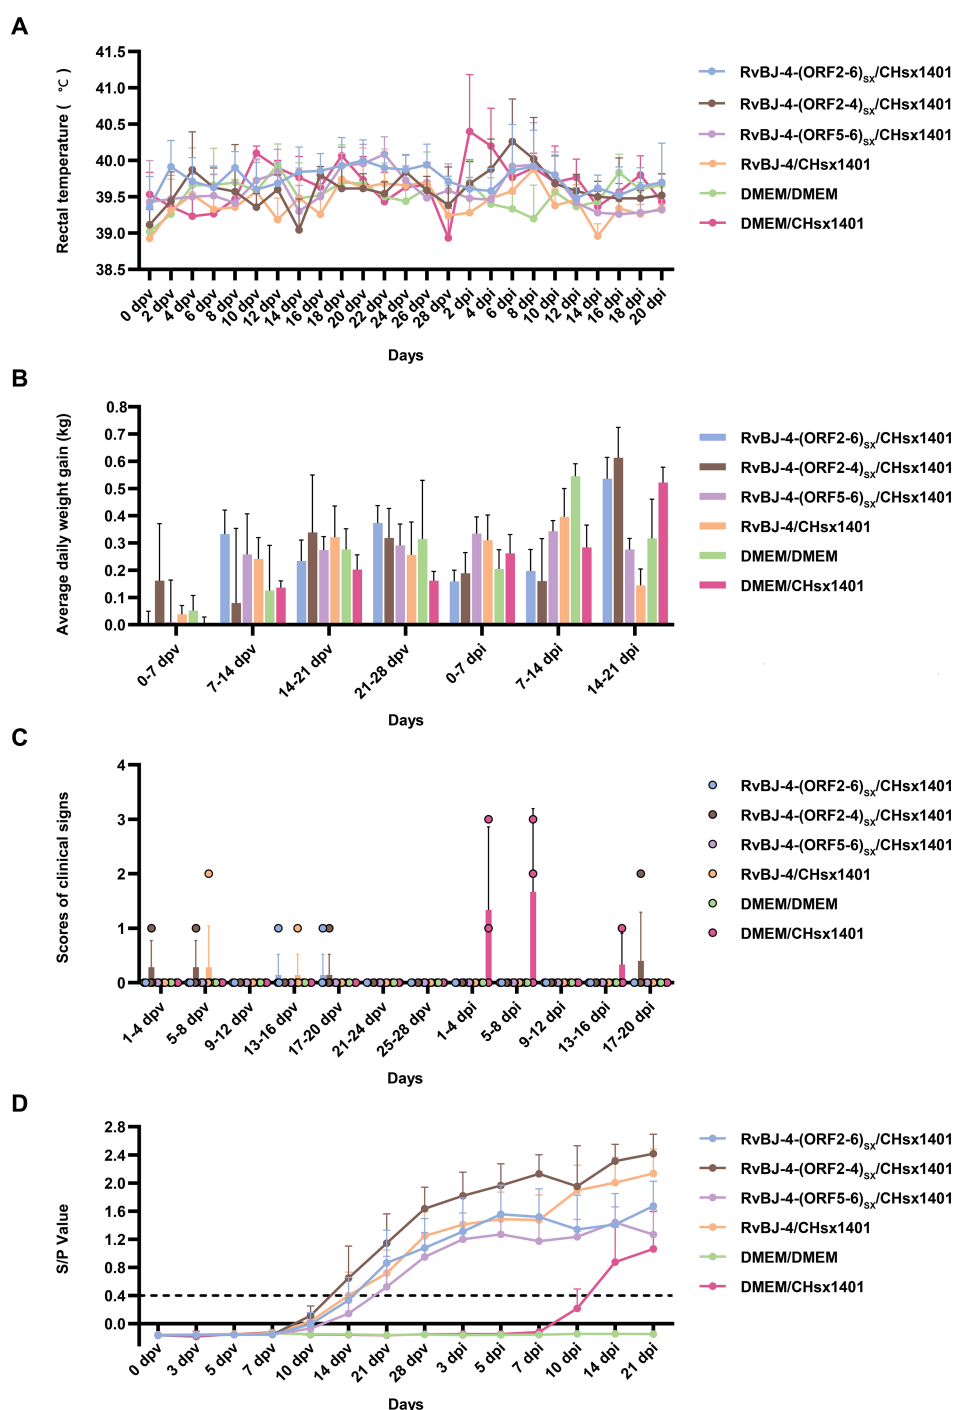 A
Rectal temperature ( ℃ )
41.5
41.0
40.5
40.0
39.5
39.0
38.5
0 dpv
2 dpv
4 dpv
6 dpv
8 dpv
10 dpv
12 dpv
14 dpv
16 dpv
18 dpv
20 dpv
22 dpv
24 dpv
26 dpv
28 dpv
2 dpi
4 dpi
6 dpi
8 dpi
10 dpi
12 dpi
14 dpi
16 dpi
18 dpi
20 dpi
Days
RvBJ-4-(ORF2-6)SX/CHsx1401
RvBJ-4-(ORF2-4)SX/CHsx1401
RvBJ-4-(ORF5-6)SX/CHsx1401
RvBJ-4/CHsx1401
DMEM/DMEM
DMEM/CHsx1401
B
Average daily weight gain (kg)
0.8
0.7
0.6
0.5
0.4
0.3
0.2
0.1
0.0
0-7 dpv
7-14 dpv
14-21 dpv
21-28 dpv
0-7 dpi
7-14 dpi
14-21 dpi
Days
RvBJ-4-(ORF2-6)SX/CHsx1401
RvBJ-4-(ORF2-4)SX/CHsx1401
RvBJ-4-(ORF5-6)SX/CHsx1401
RvBJ-4/CHsx1401
DMEM/DMEM
DMEM/CHsx1401
C
Scores of clinical signs
4
3
2
1
0
1-4 dpv
5-8 dpv
9-12 dpv
13-16 dpv
17-20 dpv
21-24 dpv
25-28 dpv
1-4 dpi
5-8 dpi
9-12 dpi
13-16 dpi
17-20 dpi
Days
RvBJ-4-(ORF2-6)SX/CHsx1401
RvBJ-4-(ORF2-4)SX/CHsx1401
RvBJ-4-(ORF5-6)SX/CHsx1401
RvBJ-4/CHsx1401
DMEM/DMEM
DMEM/CHsx1401
D
S/P Value
2.8
2.4
2.0
1.6
1.2
0.8
0.4
0.0
0 dpv
3 dpv
5 dpv
7 dpv
10 dpv
14 dpv
21 dpv
28 dpv
3 dpi
5 dpi
7 dpi
10 dpi
14 dpi
21 dpi
Days
RvBJ-4-(ORF2-6)SX/CHsx1401
RvBJ-4-(ORF2-4)SX/CHsx1401
RvBJ-4-(ORF5-6)SX/CHsx1401
RvBJ-4/CHsx1401
DMEM/DMEM
DMEM/CHsx1401